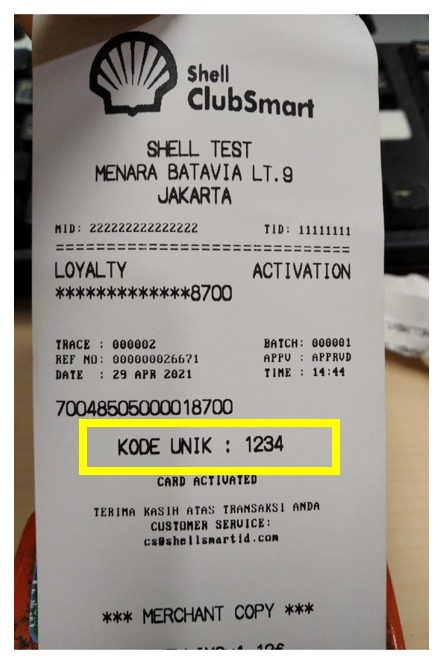 Shell
ClubSmart
SHELL TEST
MENARA BATAVIA LT.9
JAKARTA
MID: 222222222222222 TID: 11111111
==============================
LOYALTY ACTIVATION
*************8700
TRACE : 000002 BATCH: 000001
REF NO: 000000026671 APPV : APPRVD
DATE : 29 APR 2021 TIME : 14:44
700485050000018700
KODE UNIK : 1234
CARD ACTIVATED
TERIMA KASIH ATAS TRANSAKSI ANDA
CUSTOMER SERVICE:
cs@shellsmartid.com
*** MERCHANT COPY ***